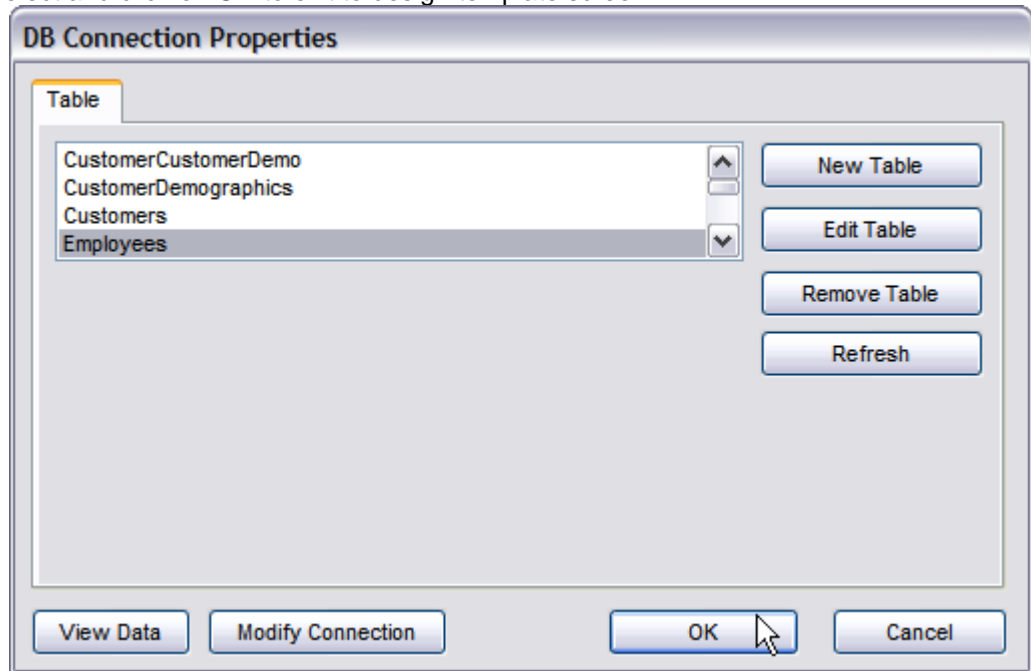 DB Connection Properties
Table
CustomerCustomerDemo
CustomerDemographics
Customers
Employees
New Table
Edit Table
Remove Table
Refresh
View Data
Modify Connection
OK
Cancel